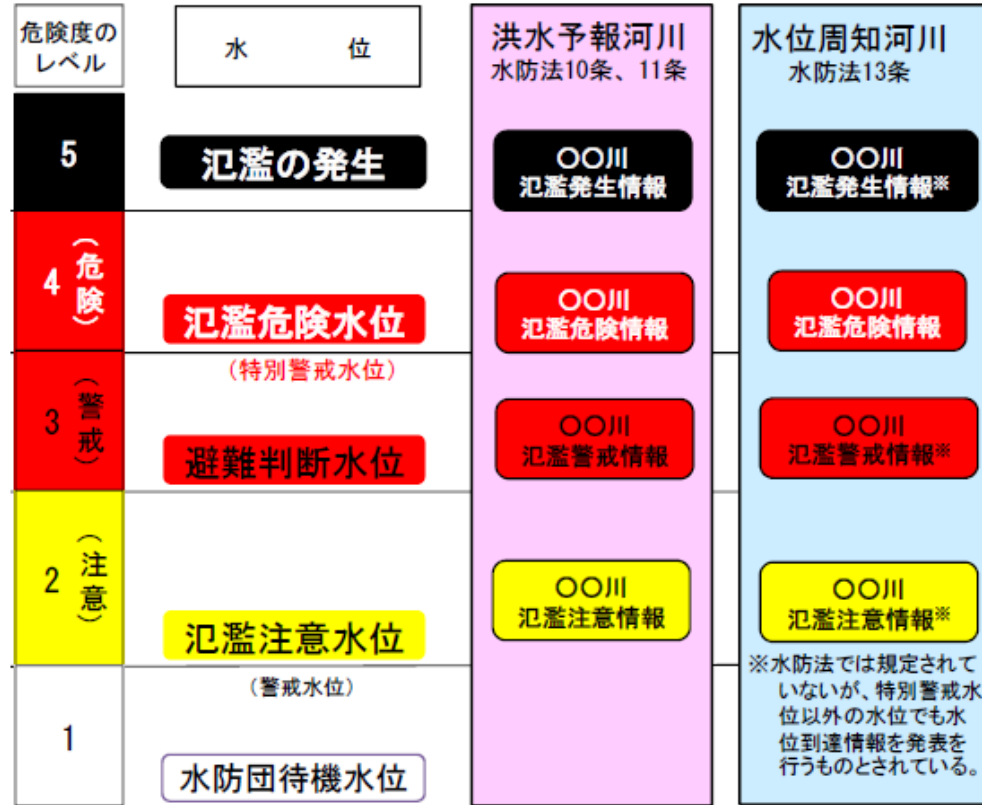 危険度の
レベル
水　　位
洪水予報河川
水防法10条、11条
水位周知河川
水防法13条
5
氾濫の発生
〇〇川
氾濫発生情報
〇〇川
氾濫発生情報※
4（危険）
氾濫危険水位
〇〇川
氾濫危険情報
〇〇川
氾濫危険情報
（特別警戒水位）
3（警戒）
避難判断水位
〇〇川
氾濫警戒情報
〇〇川
氾濫警戒情報※
2（注意）
氾濫注意水位
〇〇川
氾濫注意情報
〇〇川
氾濫注意情報※
（警戒水位）
1
水防団待機水位
※水防法では規定されて
いないが、特別警戒水
位以外の水位でも水
位到達情報を発表を
行うものとされている。